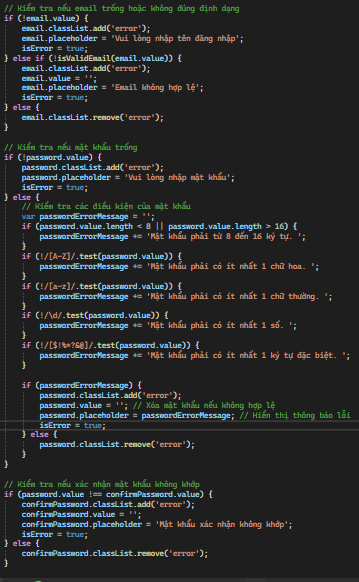 // Kiểm tra nếu email trống hoặc không đúng định dạng
if (!email.value) {
    email.classList.add('error');
    email.placeholder = 'Vui lòng nhập tên đăng nhập';
    isError = true;
} else if (!isValidEmail(email.value)) {
    email.classList.add('error');
    email.value = '';
    email.placeholder = 'Email không hợp lệ';
    isError = true;
} else {
    email.classList.remove('error');
}

// Kiểm tra nếu mật khẩu trống
if (!password.value) {
    password.classList.add('error');
    password.placeholder = 'Vui lòng nhập mật khẩu';
    isError = true;
} else {
    // Kiểm tra các điều kiện của mật khẩu
    var passwordErrorMessage = '';
    if (password.value.length < 8 || password.value.length > 16) {
        passwordErrorMessage += 'Mật khẩu phải từ 8 đến 16 ký tự. ';
    }
    if (!/[A-Z]/.test(password.value)) {
        passwordErrorMessage += 'Mật khẩu phải có ít nhất 1 chữ hoa. ';
    }
    if (!/[a-z]/.test(password.value)) {
        passwordErrorMessage += 'Mật khẩu phải có ít nhất 1 chữ thường. ';
    }
    if (!/\d/.test(password.value)) {
        passwordErrorMessage += 'Mật khẩu phải có ít nhất 1 số. ';
    }
    if (!/[$!%*?&@]/.test(password.value)) {
        passwordErrorMessage += 'Mật khẩu phải có ít nhất 1 ký tự đặc biệt. ';
    }

    if (passwordErrorMessage) {
        password.classList.add('error');
        password.value = ''; // Xóa mật khẩu nếu không hợp lệ
        password.placeholder = passwordErrorMessage; // Hiển thị thông báo lỗi
        isError = true;
    } else {
        password.classList.remove('error');
    }
}

// Kiểm tra nếu xác nhận mật khẩu không khớp
if (password.value !== confirmPassword.value) {
    confirmPassword.classList.add('error');
    confirmPassword.value = '';
    confirmPassword.placeholder = 'Mật khẩu xác nhận không khớp';
    isError = true;
} else {
    confirmPassword.classList.remove('error');
}